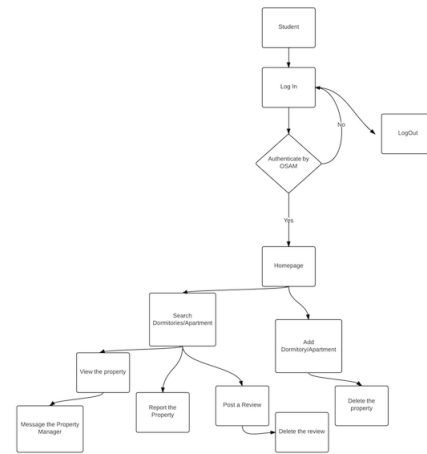 Student
Log In
No
LogOut
Authenticate by
OSAM
Yes
Homepage
Search
Dormitories/Apartment
Add
Dormitory/Apartment
View the property
Report the
Property
Post a Review
Delete the
property
Message the Property
Manager
Delete the review